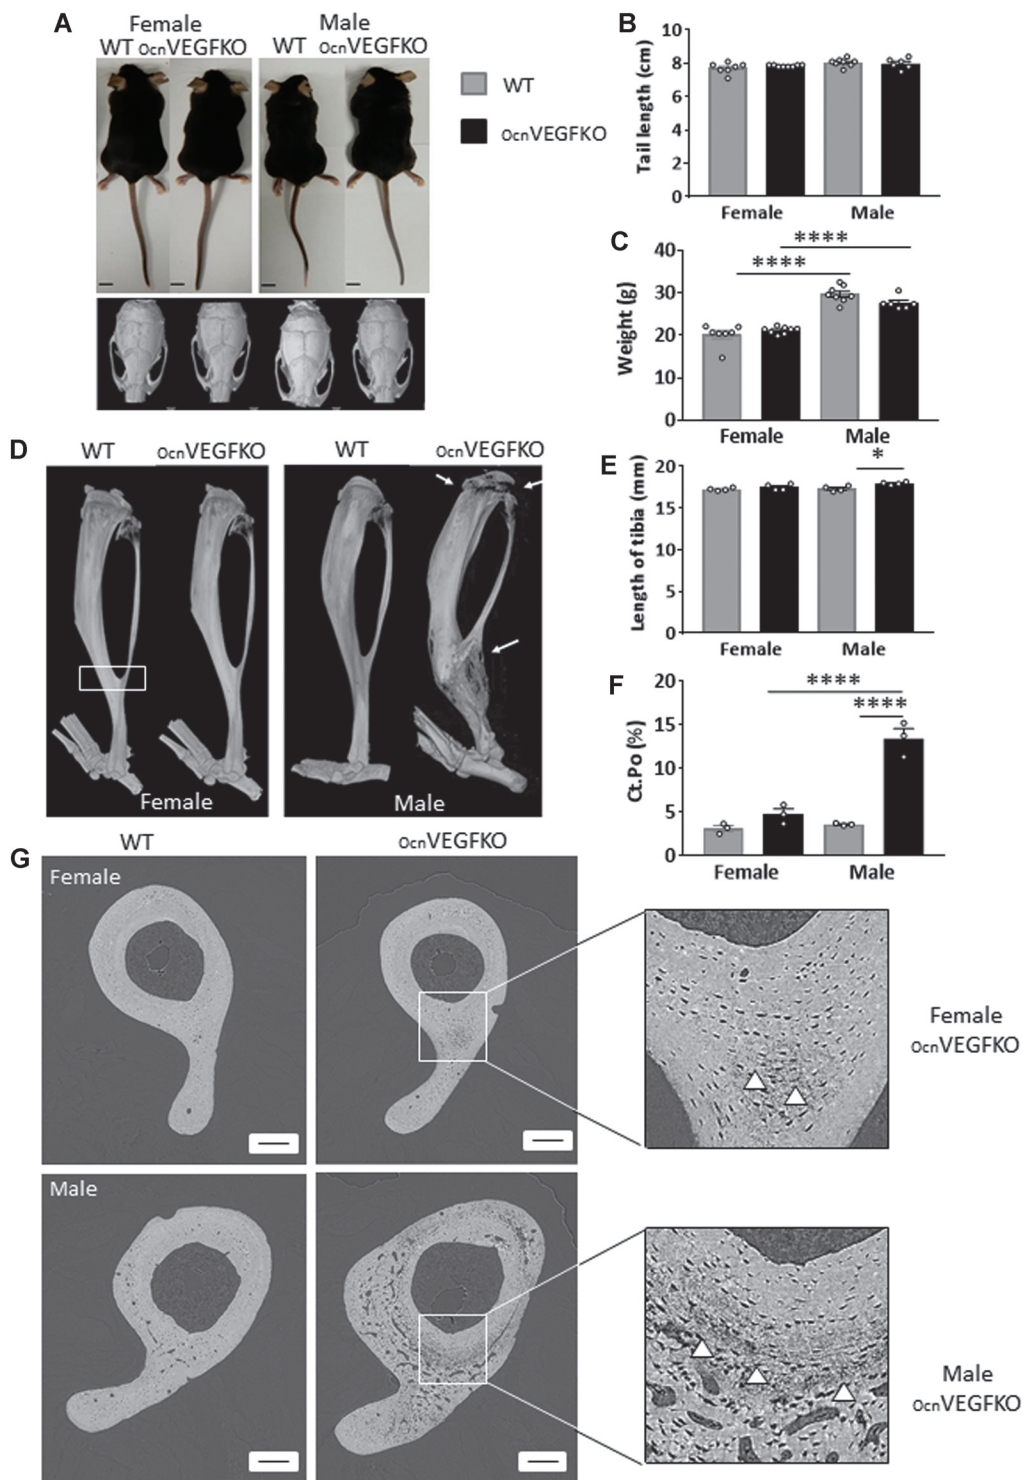 A
Female Male
WT OcnVEGFKO WT OcnVEGFKO
WT
OcnVEGFKO
B
Tail length (cm)
10
8
6
4
2
0
Female Male
C
Weight (g)
****
****
40
30
20
10
0
Female Male
D
WT OcnVEGFKO WT OcnVEGFKO
Female Male
E
Length of tibia (mm)
*
20
15
10
5
0
Female Male
F
Ct.Po (%)
****
****
20
15
10
5
0
Female Male
G
WT OcnVEGFKO
Female
Female
OcnVEGFKO
Male
Male
OcnVEGFKO